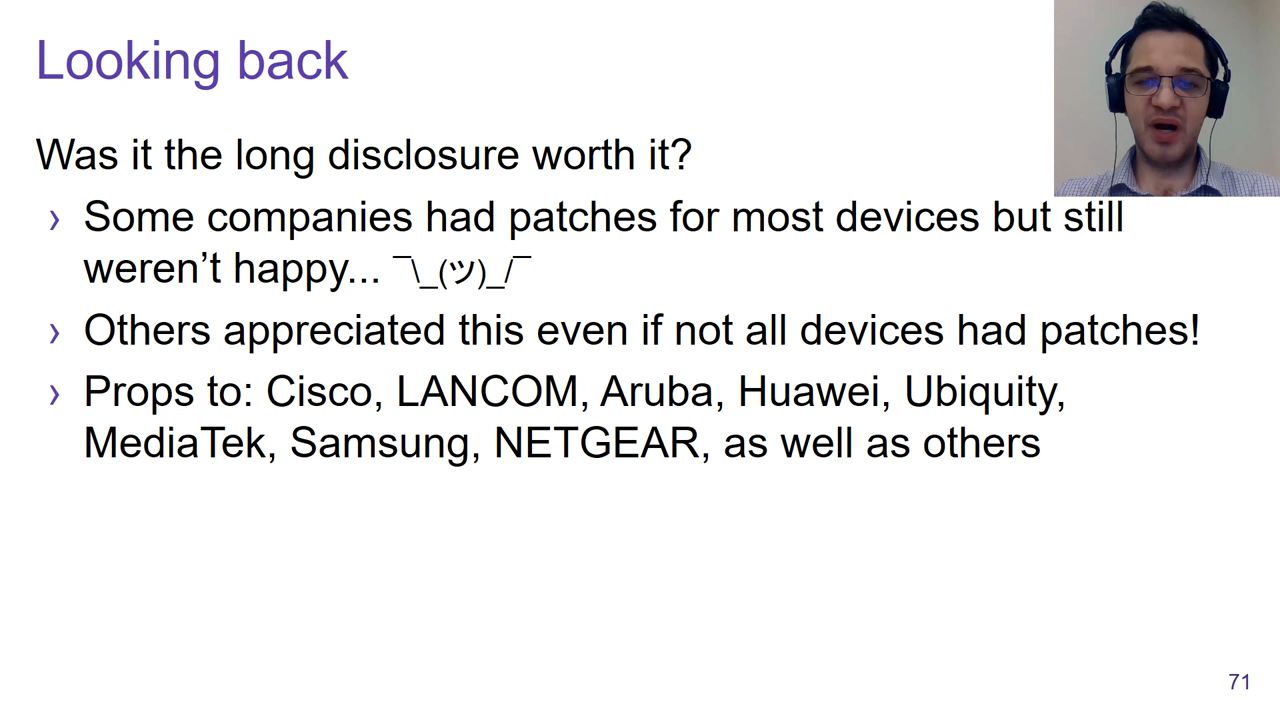 Looking back
Was it the long disclosure worth it?
› Some companies had patches for most devices but still
weren’t happy... ¯\_(ツ)_/¯
› Others appreciated this even if not all devices had patches!
› Props to: Cisco, LANCOM, Aruba, Huawei, Ubiquity,
MediaTek, Samsung, NETGEAR, as well as others
71